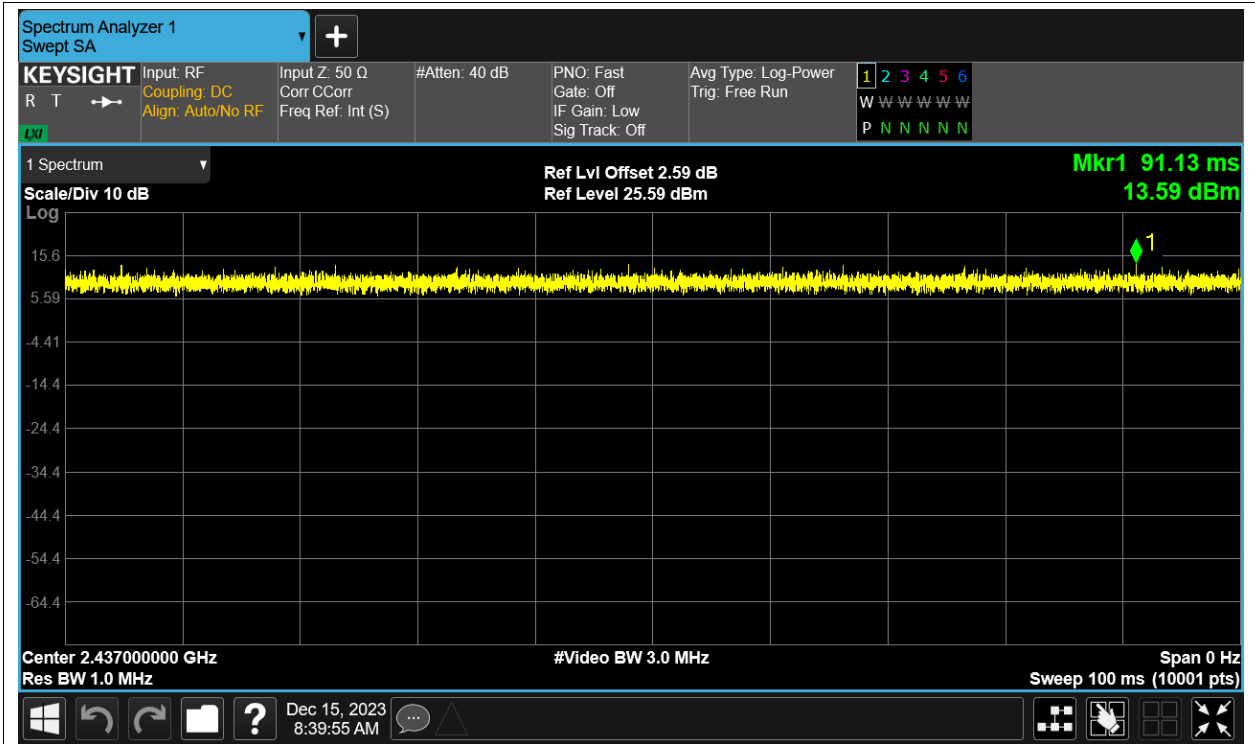 Spectrum Analyzer 1
Swept SA
+
KEYSIGHT
R T
LXI
Input: RF
Coupling: DC
Align: Auto/No RF
Input Z: 50 Ω
Corr CCorr
Freq Ref: Int (S)
#Atten: 40 dB
PNO: Fast
Gate: Off
IF Gain: Low
Sig Track: Off
Avg Type: Log-Power
Trig: Free Run
1 2 3 4 5 6
W W W W W W
P N N N N N
1 Spectrum
Scale/Div 10 dB
Log
Ref Lvl Offset 2.59 dB
Ref Level 25.59 dBm
Mkr1 91.13 ms
13.59 dBm
1
15.6
5.59
-4.41
-14.4
-24.4
-34.4
-44.4
-54.4
-64.4
Center 2.437000000 GHz
Res BW 1.0 MHz
#Video BW 3.0 MHz
Span 0 Hz
Sweep 100 ms (10001 pts)
?
Dec 15, 2023
8:39:55 AM